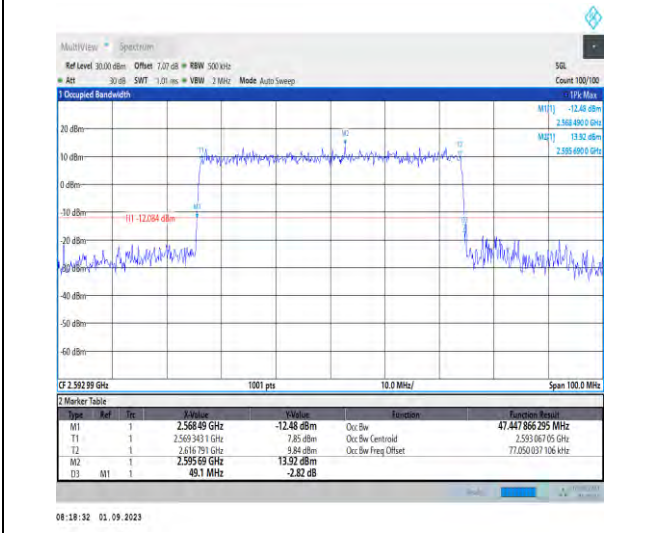 MultiView Spectrum
Ref Level 30.00 dBm Offset 7.07 dB RBW 500 kHz SGL
Att 30 dB SWT 1.01 ms VBW 2 MHz Mode Auto Sweep Count 100/100
1 Occupied Bandwidth 1Pk Max
M1[1] -12.48 dBm
2.568 490 0 GHz
M2[1] 13.92 dBm
2.595 690 0 GHz
20 dBm
M2
T1
T2
10 dBm
0 dBm
M1
-10 dBm
H1 -12.084 dBm
-20 dBm
-30 dBm
-40 dBm
-50 dBm
-60 dBm
CF 2.592 99 GHz 1001 pts 10.0 MHz/ Span 100.0 MHz
2 Marker Table
Type Ref Trc X-Value Y-Value Function Function Result
M1 1 2.568 49 GHz -12.48 dBm Occ Bw 47.447 866 295 MHz
T1 1 2.569 343 1 GHz 7.85 dBm Occ Bw Centroid 2.593 067 05 GHz
T2 1 2.616 791 GHz 9.84 dBm Occ Bw Freq Offset 77.050 037 106 kHz
M2 1 2.595 69 GHz 13.92 dBm
D3 M1 1 49.1 MHz -2.82 dB
08:18:32 01.09.2023